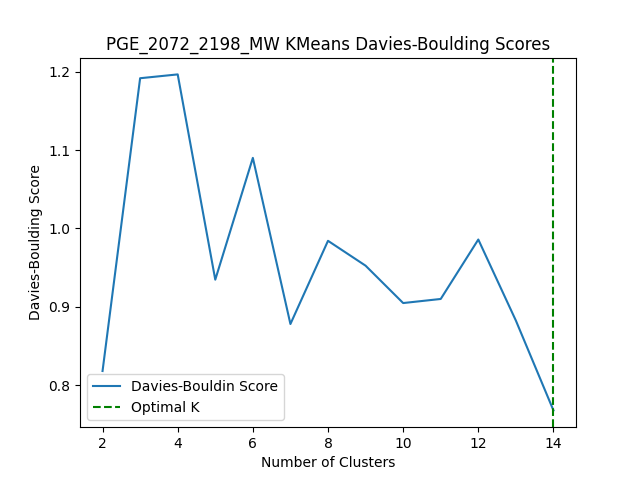 PGE_2072_2198_MW KMeans Davies-Boulding Scores
Davies-Boulding Score
1.2
1.1
1.0
0.9
0.8
Davies-Bouldin Score
Optimal K
2 4 6 8 10 12 14
Number of Clusters